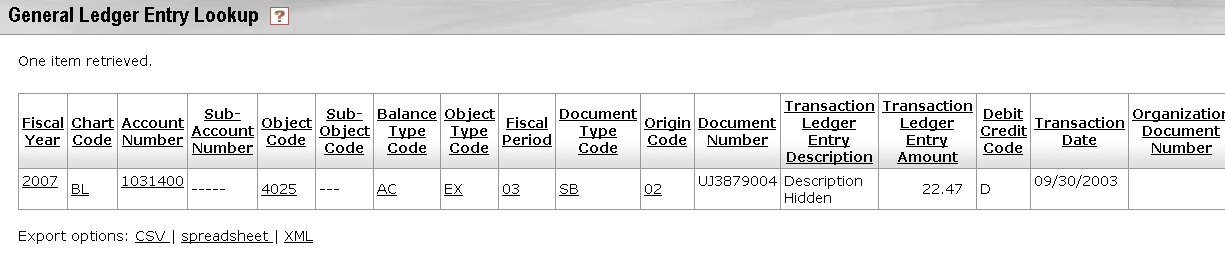 General Ledger Entry Lookup ?
One item retrieved.
Fiscal Year Chart Code Account Number Sub-Account Number Object Code Sub-Object Code Balance Type Code Object Type Code Fiscal Period Document Type Code Origin Code Document Number Transaction Ledger Entry Description Transaction Ledger Entry Amount Debit Credit Code Transaction Date Organization Document Number
2007 BL 1031400 ----- 4025 --- AC EX 03 SB 02 UJ3879004 Description Hidden 22.47 D 09/30/2003
Export options: CSV | spreadsheet | XML